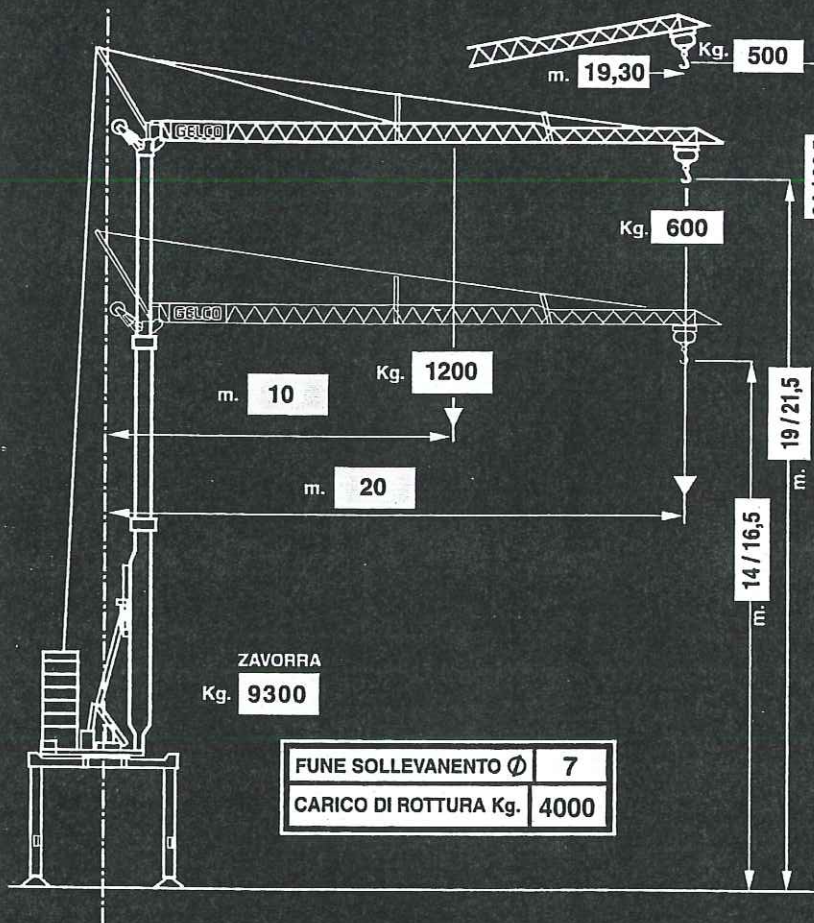 Kg. 500
m. 19,30
GELCO
Kg. 600
GELCO
Kg. 1200
m. 10
19 / 21,5
m.
m. 20
14 / 16,5
m.
ZAVORRA
Kg. 9300
FUNE SOLLEVANENTO Ø 7
CARICO DI ROTTURA Kg. 4000